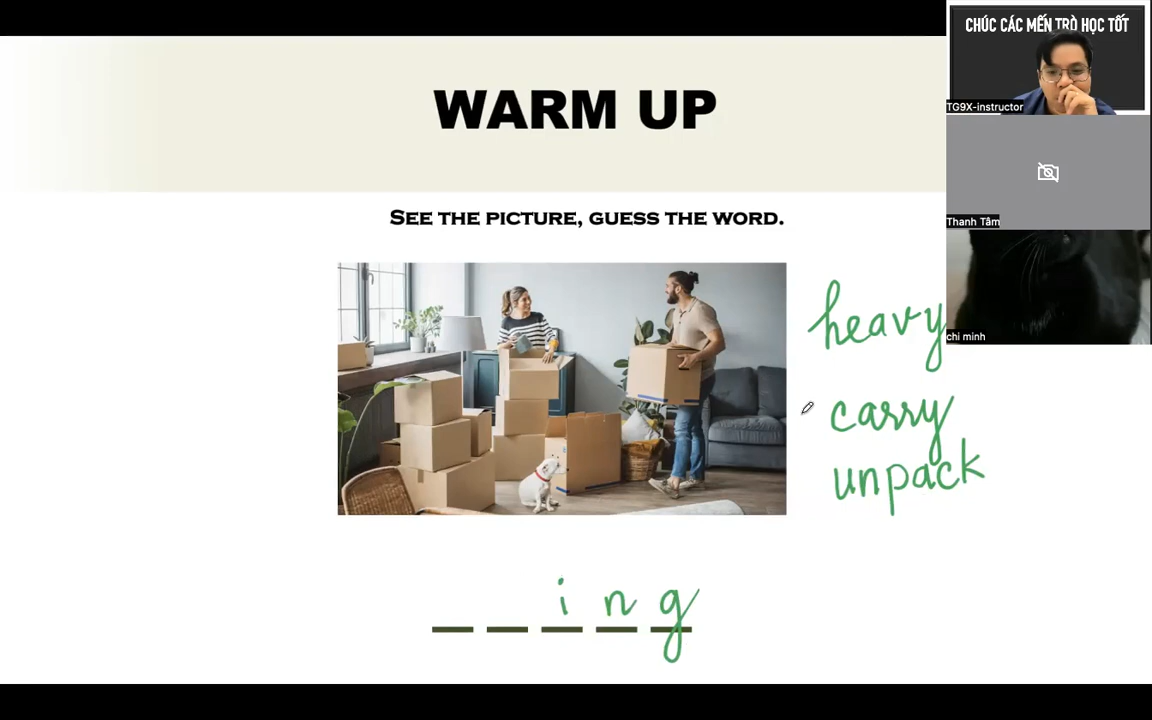 WARM UP
SEE THE PICTURE, GUESS THE WORD.
heavy
carry
unpack
i n g
CHÚC CÁC MẾN TRÒ HỌC TỐT
TG9X-instructor
Thanh Tâm
chi minh